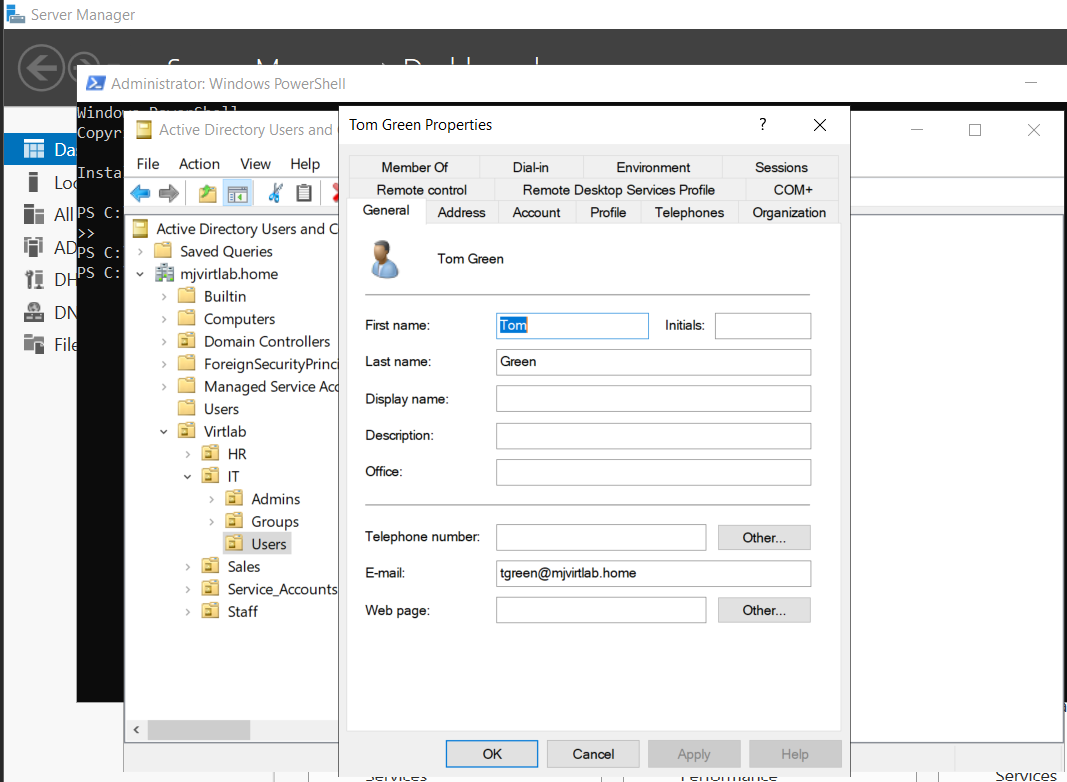 Server Manager
Administrator: Windows PowerShell
Windows PowerShell
Copyr
Insta
PS C:
>>
PS C:
PS C:
Das
Loc
All
AD
DH
DN
File
Active Directory Users and C
File Action View Help
Active Directory Users and C
Saved Queries
mjvirtlab.home
Builtin
Computers
Domain Controllers
ForeignSecurityPrinci
Managed Service Acc
Users
Virtlab
HR
IT
Admins
Groups
Users
Sales
Service_Accounts
Staff
Tom Green Properties ?
Member Of Dial-in Environment Sessions
Remote control Remote Desktop Services Profile COM+
General Address Account Profile Telephones Organization
Tom Green
First name: Tom Initials:
Last name: Green
Display name:
Description:
Office:
Telephone number: Other...
E-mail: tgreen@mjvirtlab.home
Web page: Other...
OK Cancel Apply Help
Services Performance Services